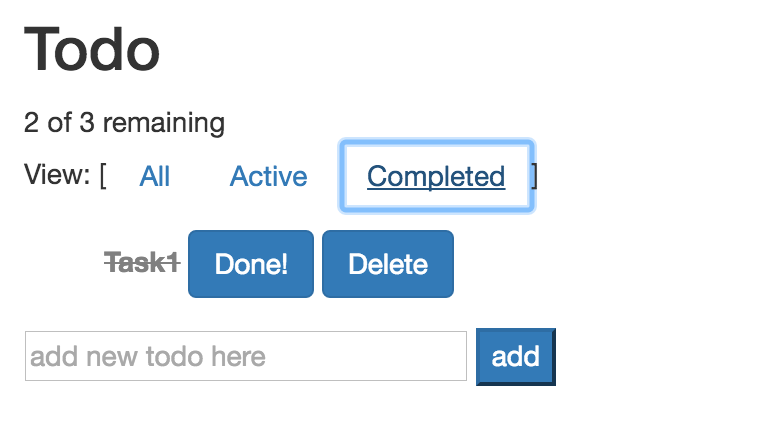 Todo
2 of 3 remaining
View: [ All Active Completed ]
Task1 Done! Delete
add new todo here add